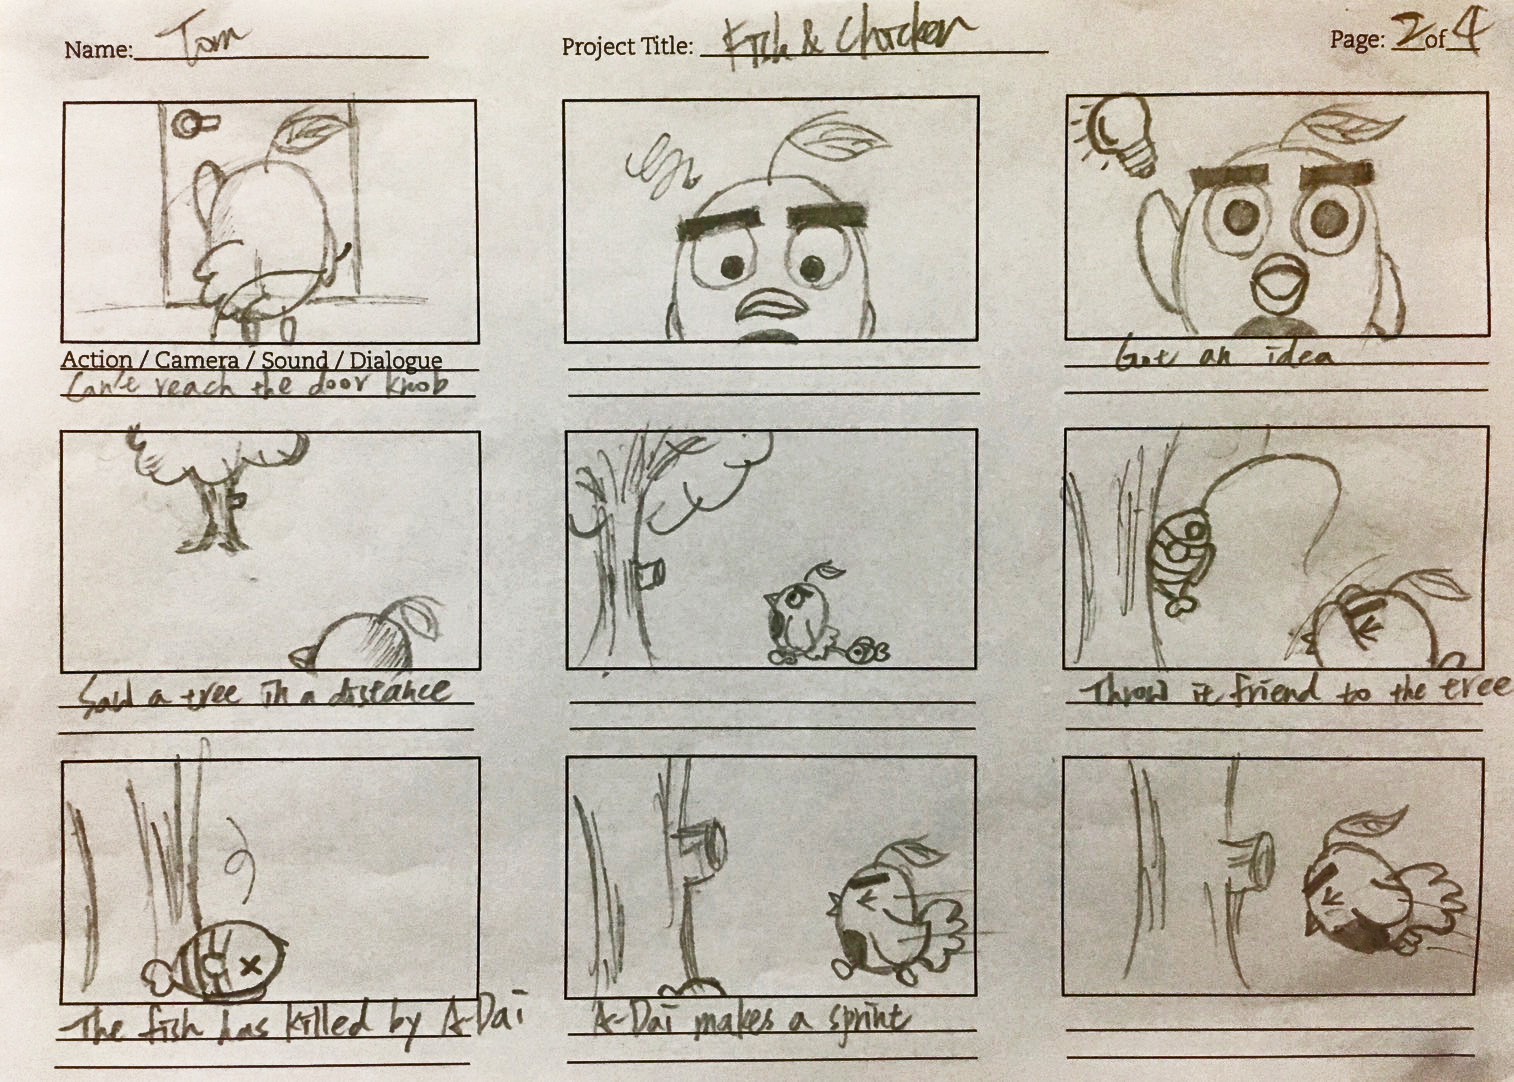 Name: Tom
Project Title: Fish & Chicken
Page: 2 of 4
Action / Camera / Sound / Dialogue
Can't reach the door knob
Got an idea
Saw a tree in a distance
Throw it friend to the tree
The fish has killed by A-Dai
A-Dai makes a sprint